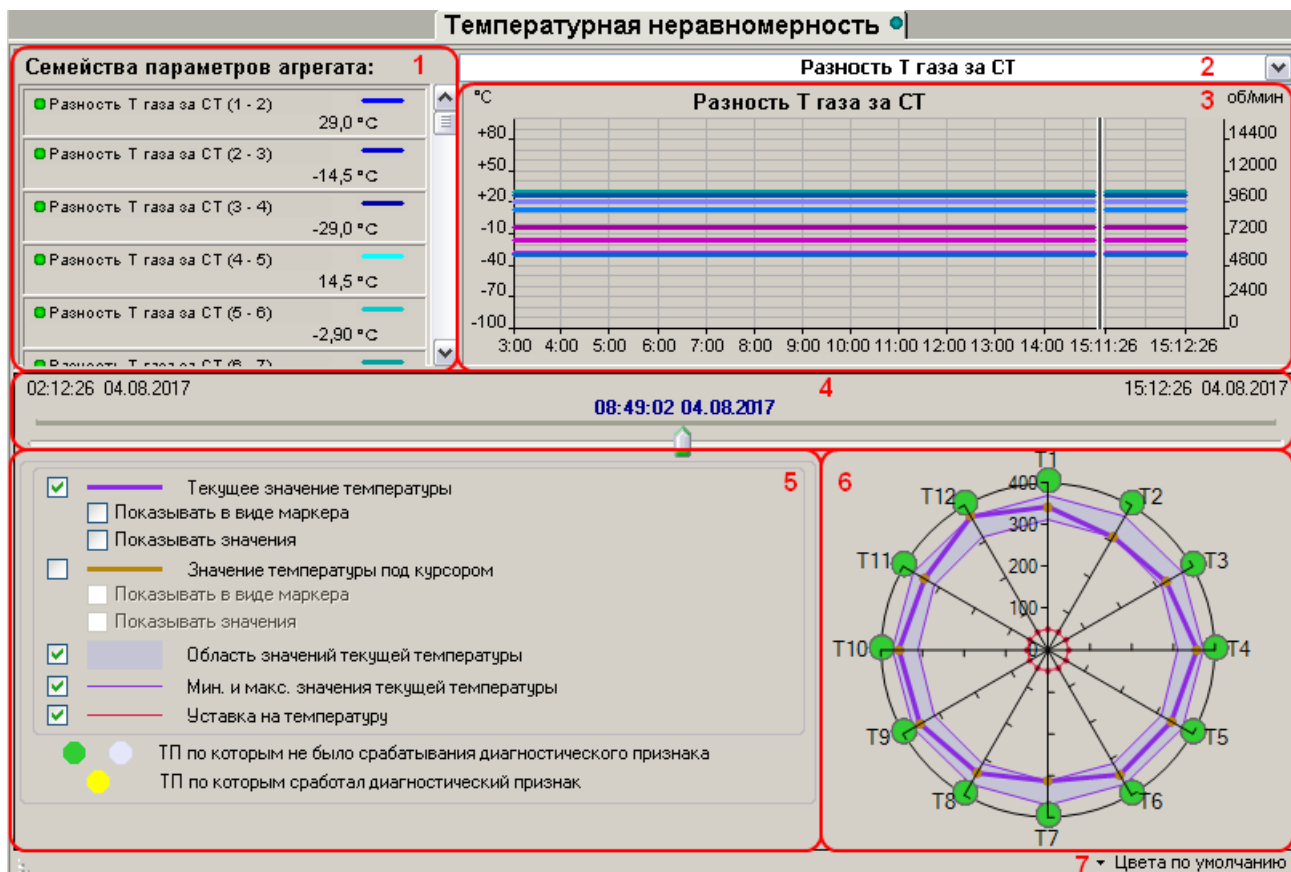 Температурная неравномерность
Семейства параметров агрегата: 1
Разность Т газа за СТ (1 - 2)
29,0 °C
Разность Т газа за СТ (2 - 3)
-14,5 °C
Разность Т газа за СТ (3 - 4)
-29,0 °C
Разность Т газа за СТ (4 - 5)
14,5 °C
Разность Т газа за СТ (5 - 6)
-2,90 °C
Разность Т газа за СТ (6 - 7)
Разность Т газа за СТ 2
°C Разность Т газа за СТ 3 об/мин
+80 14400
+50 12000
+20 9600
-10 7200
-40 4800
-70 2400
-100 0
3:00 4:00 5:00 6:00 7:00 8:00 9:00 10:00 11:00 12:00 13:00 14:00 15:11:26 15:12:26
02:12:26 04.08.2017 4 15:12:26 04.08.2017
08:49:02 04.08.2017
5
Текущее значение температуры
Показывать в виде маркера
Показывать значения
Значение температуры под курсором
Показывать в виде маркера
Показывать значения
Область значений текущей температуры
Мин. и макс. значения текущей температуры
Уставка на температуру
ТП по которым не было срабатывания диагностического признака
ТП по которым сработал диагностический признак
6
T1
T12 400 T2
300
T11 200 T3
100
T10 0 T4
T9 T5
T8 T6
T7
7 Цвета по умолчанию